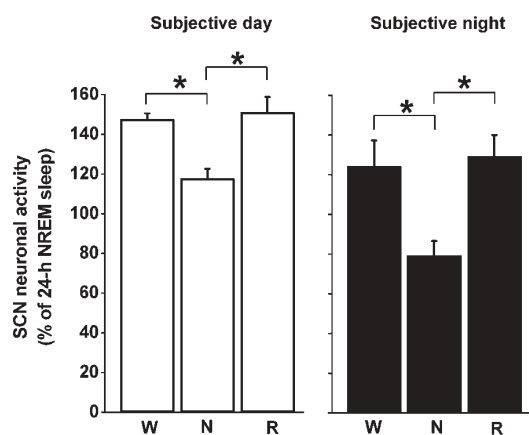 Subjective day
Subjective night
SCN neuronal activity
(% of 24-h NREM sleep)
160
140
120
100
80
60
40
20
0
*
*
*
*
W
N
R
W
N
R